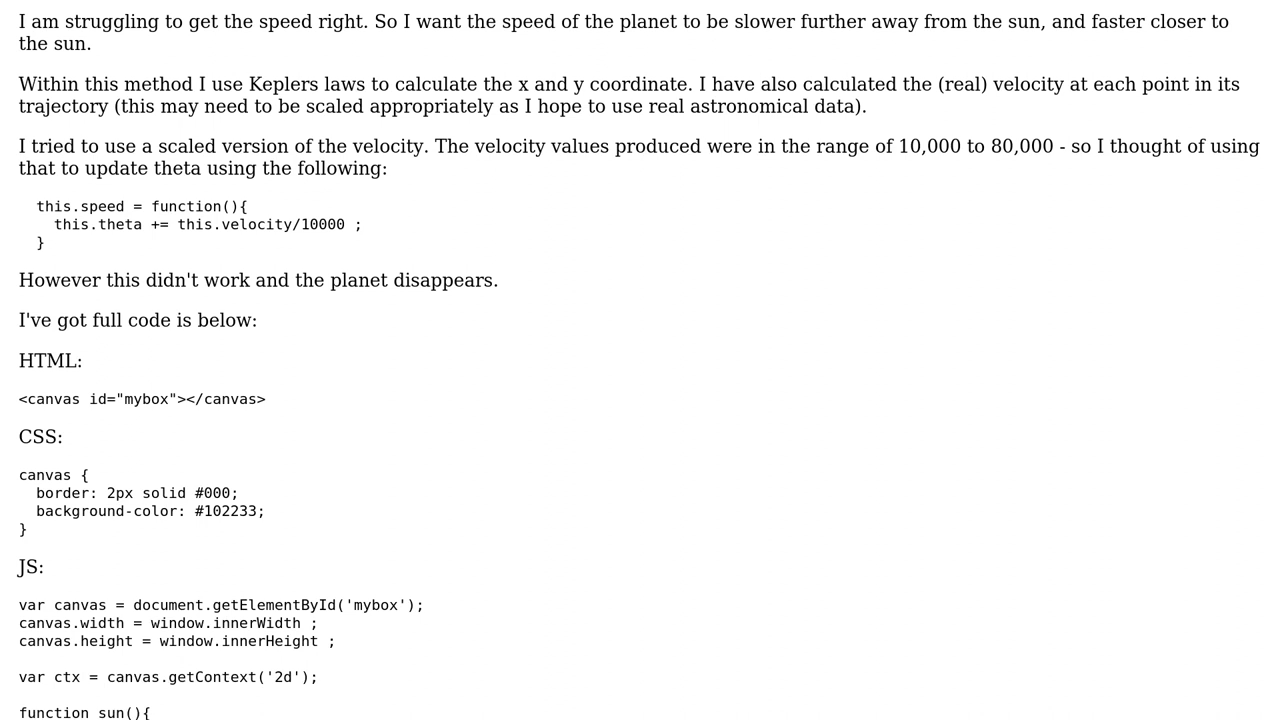 I am struggling to get the speed right. So I want the speed of the planet to be slower further away from the sun, and faster closer to
the sun.
Within this method I use Keplers laws to calculate the x and y coordinate. I have also calculated the (real) velocity at each point in its
trajectory (this may need to be scaled appropriately as I hope to use real astronomical data).
I tried to use a scaled version of the velocity. The velocity values produced were in the range of 10,000 to 80,000 - so I thought of using
that to update theta using the following:
  this.speed = function(){
    this.theta += this.velocity/10000 ;
  }
However this didn't work and the planet disappears.
I've got full code is below:
HTML:
<canvas id="mybox"></canvas>
CSS:
canvas {
  border: 2px solid #000;
  background-color: #102233;
}
JS:
var canvas = document.getElementById('mybox');
canvas.width = window.innerWidth ;
canvas.height = window.innerHeight ;
var ctx = canvas.getContext('2d');
function sun(){